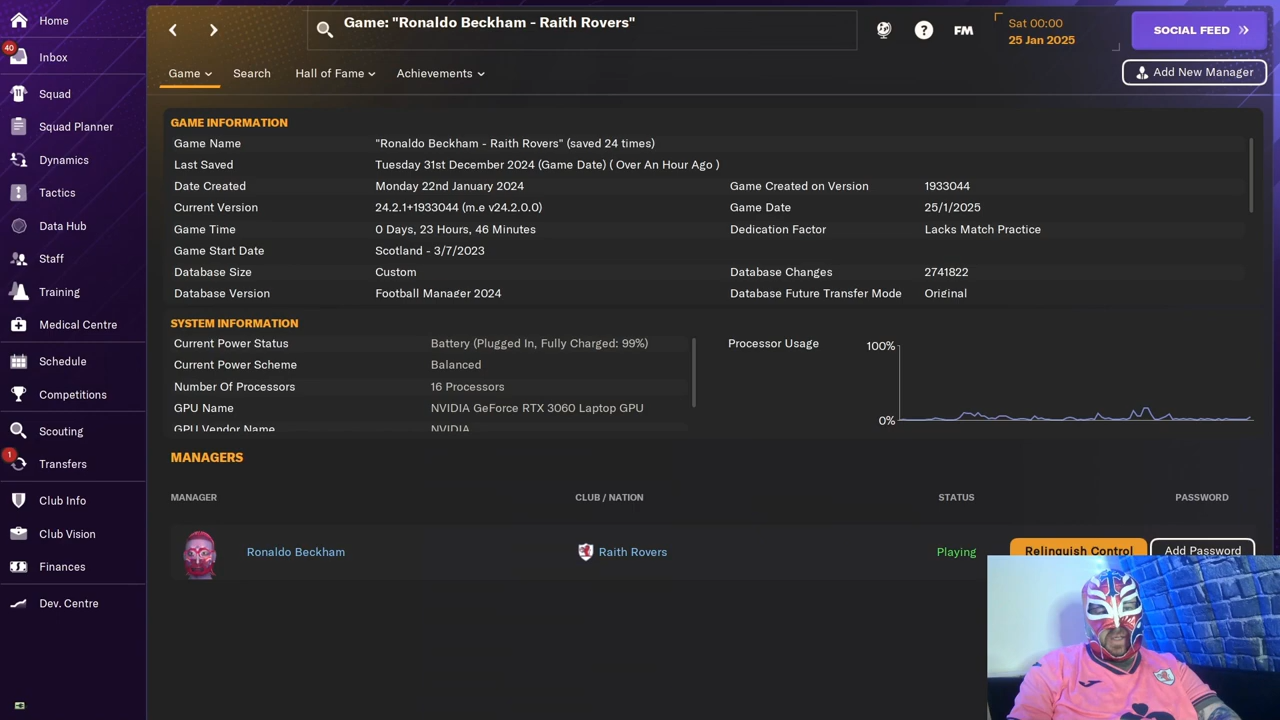 Home
40
Inbox
Squad
Squad Planner
Dynamics
Tactics
Data Hub
Staff
Training
Medical Centre
Schedule
Competitions
Scouting
1
Transfers
Club Info
Club Vision
Finances
Dev. Centre
Game: "Ronaldo Beckham - Raith Rovers"
? FM
Sat 00:00
25 Jan 2025
SOCIAL FEED
Game Search Hall of Fame Achievements
Add New Manager
GAME INFORMATION
Game Name "Ronaldo Beckham - Raith Rovers" (saved 24 times)
Last Saved Tuesday 31st December 2024 (Game Date) ( Over An Hour Ago )
Date Created Monday 22nd January 2024 Game Created on Version 1933044
Current Version 24.2.1+1933044 (m.e v24.2.0.0) Game Date 25/1/2025
Game Time 0 Days, 23 Hours, 46 Minutes Dedication Factor Lacks Match Practice
Game Start Date Scotland - 3/7/2023
Database Size Custom Database Changes 2741822
Database Version Football Manager 2024 Database Future Transfer Mode Original
SYSTEM INFORMATION
Current Power Status Battery (Plugged In, Fully Charged: 99%)
Current Power Scheme Balanced
Number Of Processors 16 Processors
GPU Name NVIDIA GeForce RTX 3060 Laptop GPU
GPU Vendor Name NVIDIA
Processor Usage 100%
0%
MANAGERS
MANAGER CLUB / NATION STATUS PASSWORD
Ronaldo Beckham Raith Rovers Playing Relinquish Control Add Password